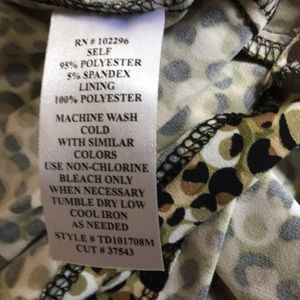 RN # 102296
SELF
95% POLYESTER
5% SPANDEX
LINING
100% POLYESTER
MACHINE WASH
COLD
WITH SIMILAR
COLORS
USE NON-CHLORINE
BLEACH ONLY
WHEN NECESSARY
TUMBLE DRY LOW
COOL IRON
AS NEEDED
STYLE # TD101708M
CUT # 37543